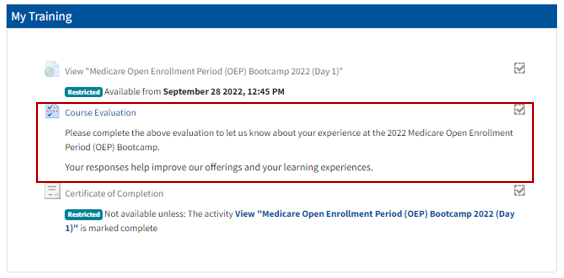 My Training
View "Medicare Open Enrollment Period (OEP) Bootcamp 2022 (Day 1)"
Restricted Available from September 28 2022, 12:45 PM
Course Evaluation
Please complete the above evaluation to let us know about your experience at the 2022 Medicare Open Enrollment
Period (OEP) Bootcamp.
Your responses help improve our offerings and your learning experiences.
Certificate of Completion
Restricted Not available unless: The activity View "Medicare Open Enrollment Period (OEP) Bootcamp 2022 (Day
1)" is marked complete